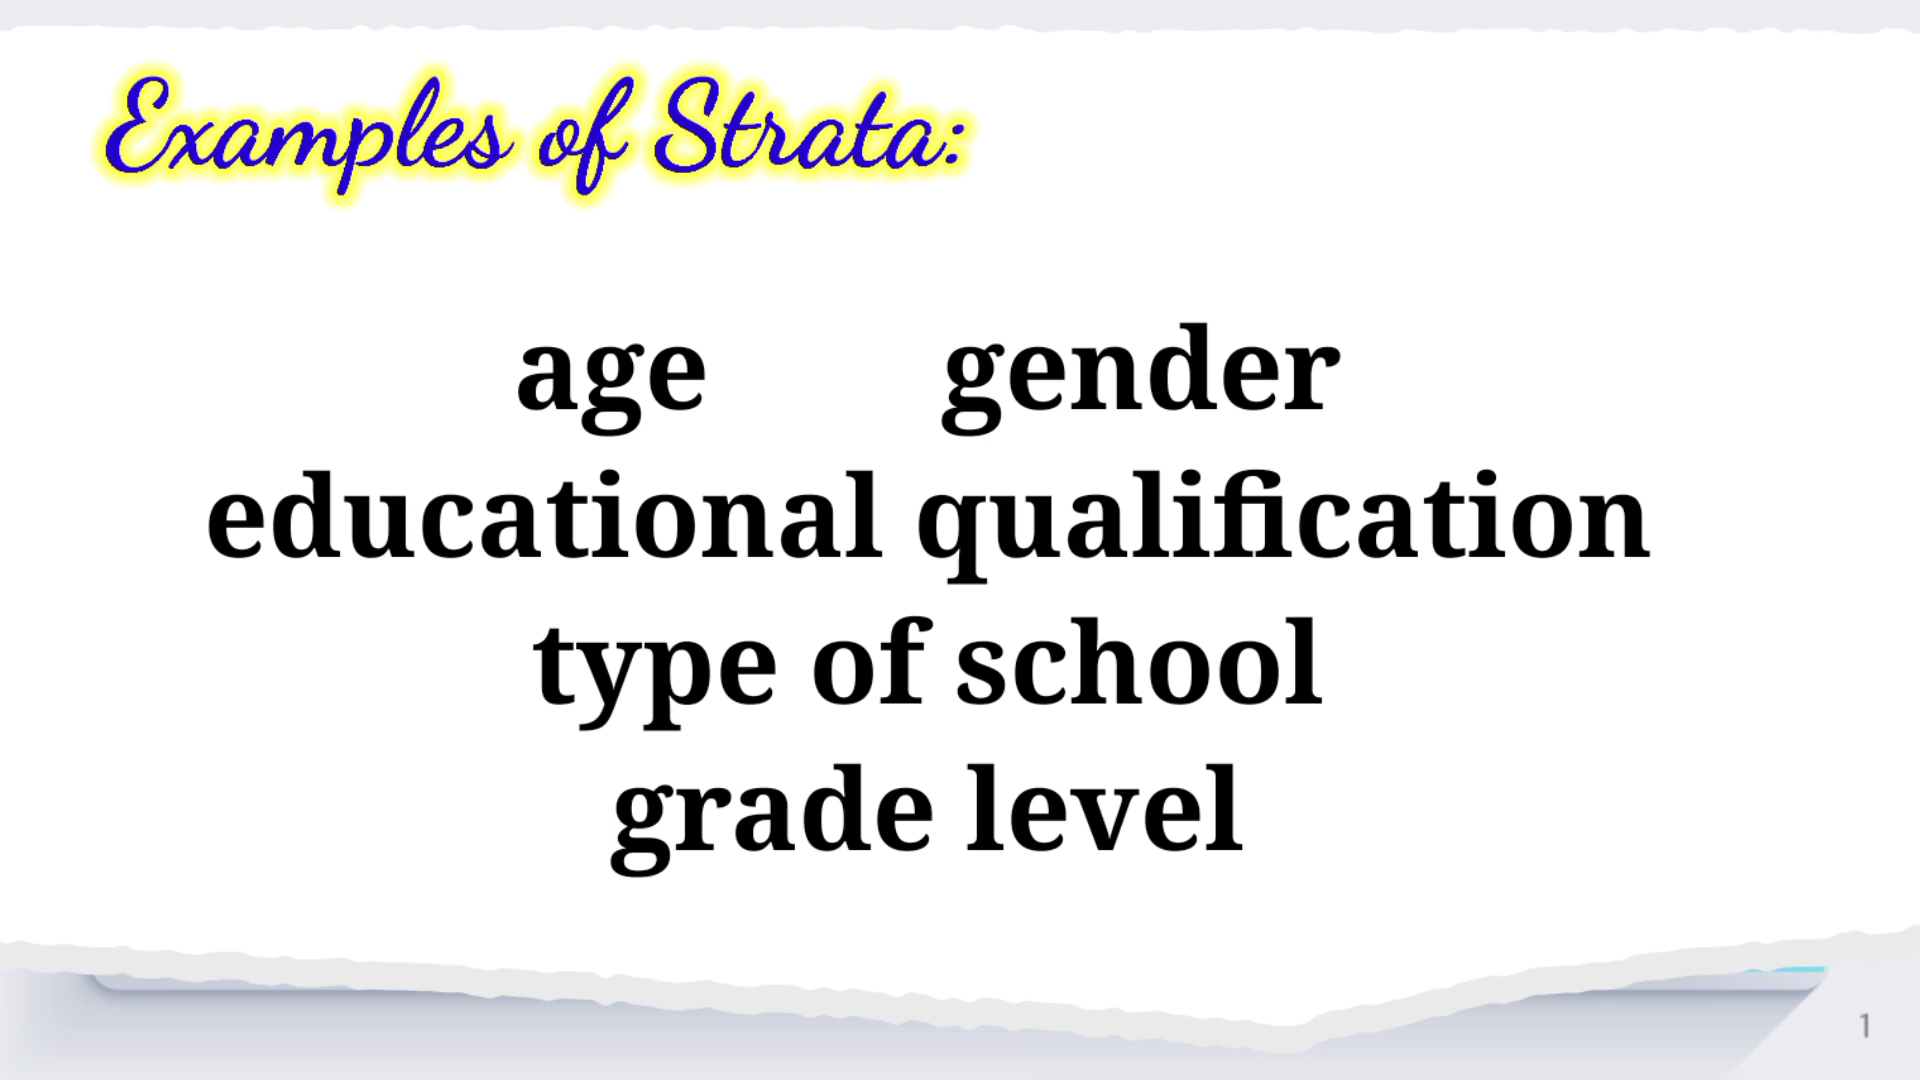 Examples of Strata:
age gender
educational qualification
type of school
grade level
1